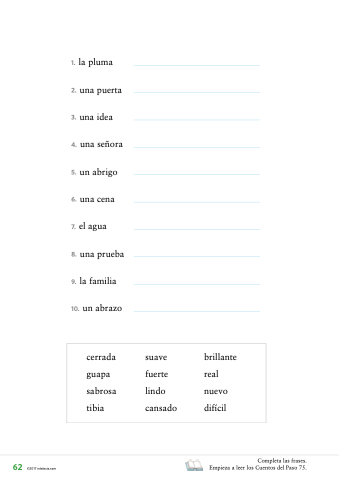 1. la pluma
2. una puerta
3. una idea
4. una señora
5. un abrigo
6. una cena
7. el agua
8. una prueba
9. la familia
10. un abrazo
cerrada suave brillante
guapa fuerte real
sabrosa lindo nuevo
tibia cansado difícil
Completa las frases.
Empieza a leer los Cuentos del Paso 75.
62